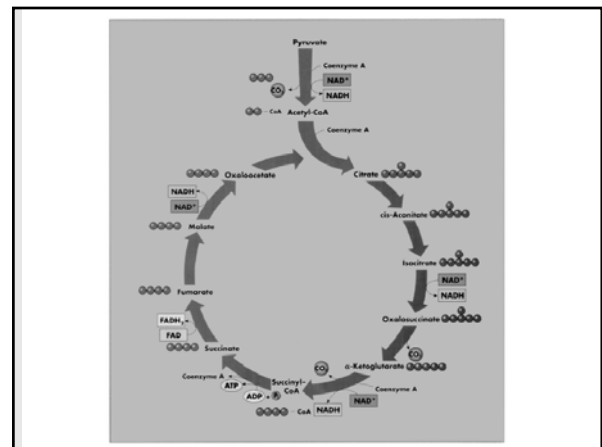 Pyruvate
Coenzyme A
CO₂
NAD⁺
NADH
CoA
Acetyl-CoA
Coenzyme A
Oxaloacetate
Citrate
NADH
NAD⁺
cis-Aconitate
Malate
Isocitrate
NAD⁺
NADH
Fumarate
Oxalosuccinate
FADH₂
FAD
CO₂
Succinate
CO₂
α-Ketoglutarate
Coenzyme A
Succinyl-
CoA
Coenzyme A
ATP
ADP
Pᵢ
NAD⁺
CoA
NADH